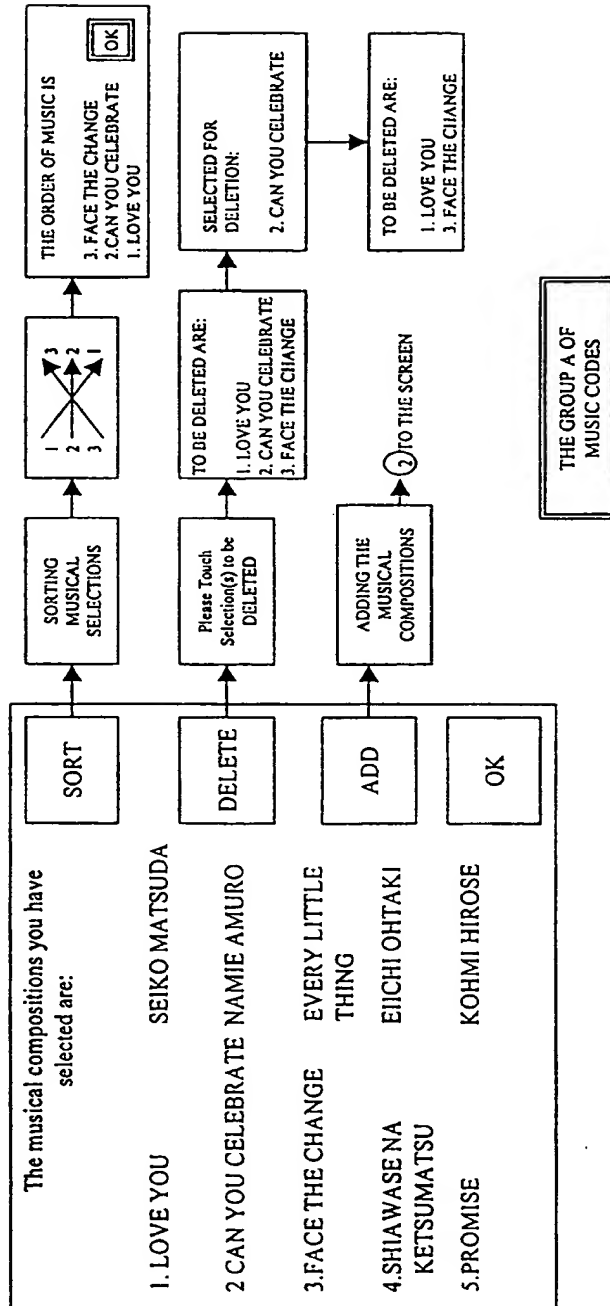 The musical compositions you have
selected are:
1. LOVE YOU SEIKO MATSUDA
2 CAN YOU CELEBRATE NAMIE AMURO
3.FACE THE CHANGE EVERY LITTLE
THING
4.SHIAWASE NA EIICHI OHTAKI
KETSUMATSU
5.PROMISE KOHMI HIROSE
SORT
DELETE
ADD
OK
SORTING
MUSICAL
SELECTIONS
1 3
2 2
3 1
THE ORDER OF MUSIC IS
3. FACE THE CHANGE
2.CAN YOU CELEBRATE
1. LOVE YOU
OK
Please Touch
Selection(s) to be
DELETED
TO BE DELETED ARE:
1. LOVE YOU
2. CAN YOU CELEBRATE
3. FACE THE CHANGE
SELECTED FOR
DELETION:
2. CAN YOU CELEBRATE
TO BE DELETED ARE:
1. LOVE YOU
3. FACE THE CHANGE
ADDING THE
MUSICAL
COMPOSITIONS
2 TO THE SCREEN
THE GROUP A OF
MUSIC CODES